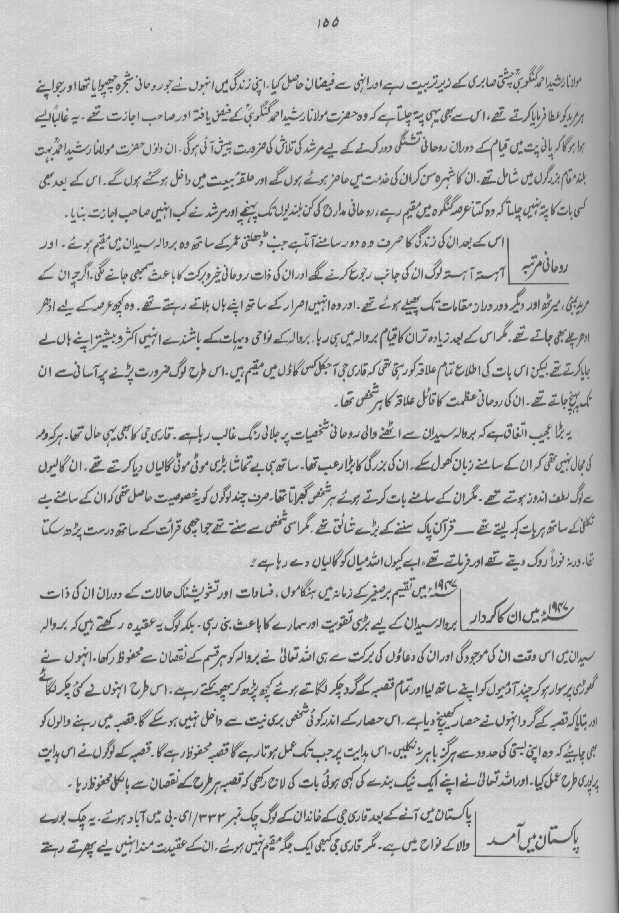 ۱۵۵
مولانا رشید احمد گنگوہیؒ چشتی صابری کے زیر تربیت رہے اور انہی سے فیضان حاصل کیا۔ اپنی زندگی میں انہوں نے جو روحانی شجرہ چھپوایا تھا اور جو اپنے
ہر مرید کو عطا فرمایا کرتے تھے، اس سے بھی یہی پتہ چلتا ہے کہ وہ حضرت مولانا رشید احمد گنگوہیؒ کے فیض یافتہ اور صاحب اجازت تھے۔ یہ غالباً ایسے
ہوا ہو گا کہ پانی پت میں قیام کے دوران روحانی تشنگی دور کرنے کے لیے مرشد کی تلاش کی ضرورت پیش آئی ہو گی۔ ان دنوں حضرت مولانا رشید احمدؒ بہت
بلند مقام بزرگوں میں شامل تھے۔ ان کا شہرہ سن کر ان کی خدمت میں حاضر ہوئے ہوں گے اور حلقہ بیعت میں داخل ہو گئے ہوں گے۔ اس کے بعد بھی
کسی بات کا پتہ نہیں چلتا کہ وہ کتنا عرصہ گنگوہ میں مقیم رہے، روحانی مدارج کی کن بلندیوں تک پہنچے اور مرشد نے کب انہیں صاحب اجازت بنایا۔
روحانی مرتبہ
اس کے بعد ان کی زندگی کا صرف وہ دور سامنے آتا ہے جب ڈھلتی عمر کے ساتھ وہ بروالہ سیدان میں مقیم ہوئے۔ اور
آہستہ آہستہ لوگ ان کی جانب رجوع کرنے لگے اور ان کی ذات روحانی خیر و برکت کا باعث سمجھی جانے لگی۔ اگرچہ ان کے
مرید بمبئی، میرٹھ اور دیگر دور دراز مقامات تک پھیلے ہوئے تھے۔ اور وہ انہیں اصرار کے ساتھ اپنے ہاں بلاتے رہتے تھے۔ وہ کچھ عرصہ کے لیے ادھر
ادھر چلے بھی جاتے تھے۔ مگر اس کے بعد زیادہ تر ان کا قیام بروالہ میں ہی رہا۔ بروالہ کے نواحی دیہات کے باشندے انہیں اکثر و بیشتر اپنے ہاں لے
جایا کرتے تھے لیکن اس بات کی اطلاع تمام علاقہ کو رہتی تھی کہ قاری جی آجکل کس گاؤں میں مقیم ہیں۔ اس طرح لوگ ضرورت پڑنے پر آسانی سے ان
تک پہنچ جاتے تھے۔ ان کی روحانی عظمت کا قائل علاقہ کا ہر شخص تھا۔
یہ بڑا عجیب اتفاق ہے کہ بروالہ سیدان سے اٹھنے والی روحانی شخصیات پر جلالی رنگ غالب رہا ہے۔ قاری جی کا بھی یہی حال تھا۔ ہر کہ ومہ
کی مجال نہیں تھی کہ ان کے سامنے زبان کھول سکے۔ ان کی بزرگی کا بڑا رعب تھا۔ ساتھ ہی بے تحاشا بڑی موٹی موٹی گالیاں دیا کرتے تھے۔ ان گالیوں
سے لوگ لطف اندوز ہوتے تھے۔ مگر ان کے سامنے بات کرتے ہوئے ہر شخص گھبراتا تھا۔ صرف چند لوگوں کو یہ خصوصیت حاصل تھی کہ ان کے سامنے بے
تکلفی کے ساتھ ہر بات کہہ لیتے تھے — قرآن پاک سننے کے بڑے شائق تھے۔ مگر اسی شخص سے سنتے تھے جو اچھی قرأت کے ساتھ درست پڑھ سکتا
تھا۔ ورنہ فوراً روک دیتے تھے اور فرماتے تھے "ابے کیوں اللہ میاں کو گالیاں دے رہا ہے"۔
۱۹۴۷ء میں ان کا کردار
۱۹۴۷ء میں تقسیم برصغیر کے زمانہ میں ہنگاموں، فسادات اور تشویشناک حالات کے دوران ان کی ذات
بروالہ سیدان کے لیے بڑی تقویت اور سہارے کا باعث بنی رہی۔ بلکہ لوگ یہ عقیدہ رکھتے ہیں کہ بروالہ
سیدان میں اس وقت ان کی موجودگی اور ان کی دعاؤں کی برکت سے ہی اللہ تعالیٰ نے بروالہ کو ہر قسم کے نقصان سے محفوظ رکھا۔ انہوں نے
گھوڑی پر سوار ہو کر چند آدمیوں کو اپنے ساتھ لیا اور تمام قصبہ کے گرد چکر لگاتے ہوئے کچھ پڑھ کر پھونکتے رہے۔ اس طرح انہوں نے کئی چکر لگائے
اور بتایا کہ قصبہ کے گرد انہوں نے حصار کھینچ دیا ہے۔ اس حصار کے اندر کوئی شخص بری نیت سے داخل نہیں ہو سکے گا۔ قصبہ میں رہنے والوں کو
بھی چاہیئے کہ وہ اپنی بستی کی حدود سے ہرگز باہر نہ نکلیں۔ اس ہدایت پر جب تک عمل ہوتا رہے گا قصبہ محفوظ رہے گا۔ قصبہ کے لوگوں نے اس ہدایت
پر پوری طرح عمل کیا۔ اور اللہ تعالیٰ نے اپنے ایک نیک بندے کی کہی ہوئی بات کی لاج رکھی کہ قصبہ ہر طرح کے نقصان سے بالکل محفوظ رہا۔
پاکستان میں آمد
پاکستان میں آنے کے بعد قاری جی کے خاندان کے لوگ چک نمبر ۳۳۳/ای۔بی میں آباد ہوئے۔ یہ چک بورے
والا کے نواح میں ہے۔ مگر قاری جی کبھی ایک جگہ مقیم نہیں ہوئے۔ ان کے عقیدت مند انہیں لیے پھرتے رہتے